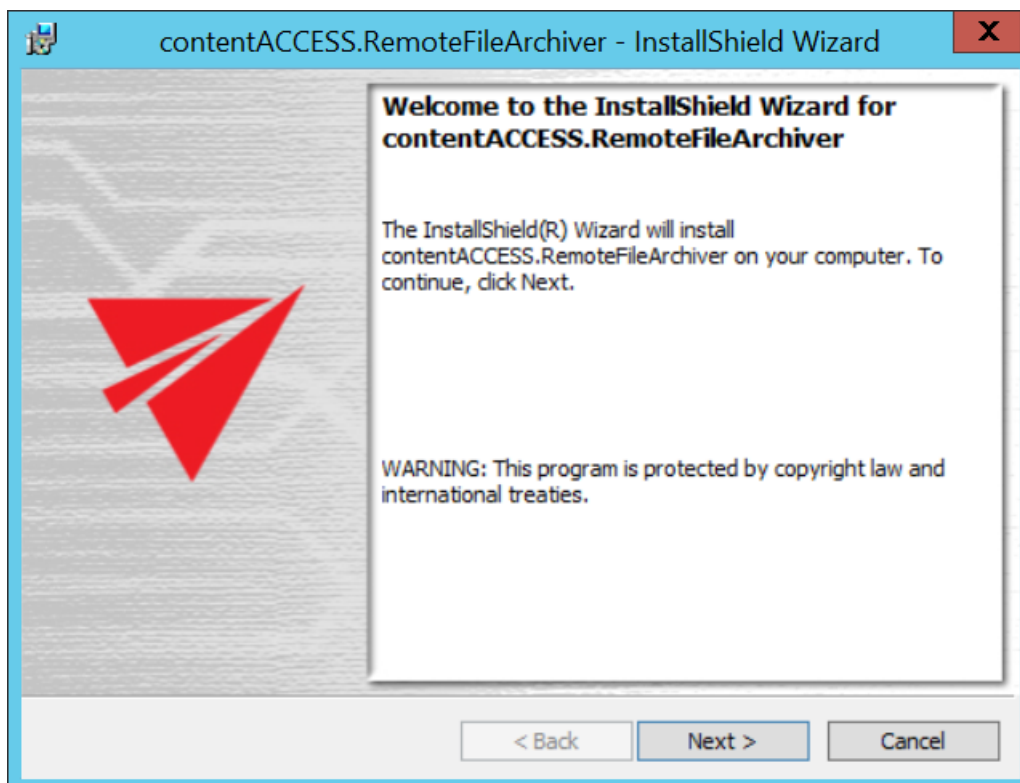 contentACCESS.RemoteFileArchiver - InstallShield Wizard
X
Welcome to the InstallShield Wizard for
contentACCESS.RemoteFileArchiver
The InstallShield(R) Wizard will install
contentACCESS.RemoteFileArchiver on your computer. To
continue, click Next.
WARNING: This program is protected by copyright law and
international treaties.
< Back
Next >
Cancel